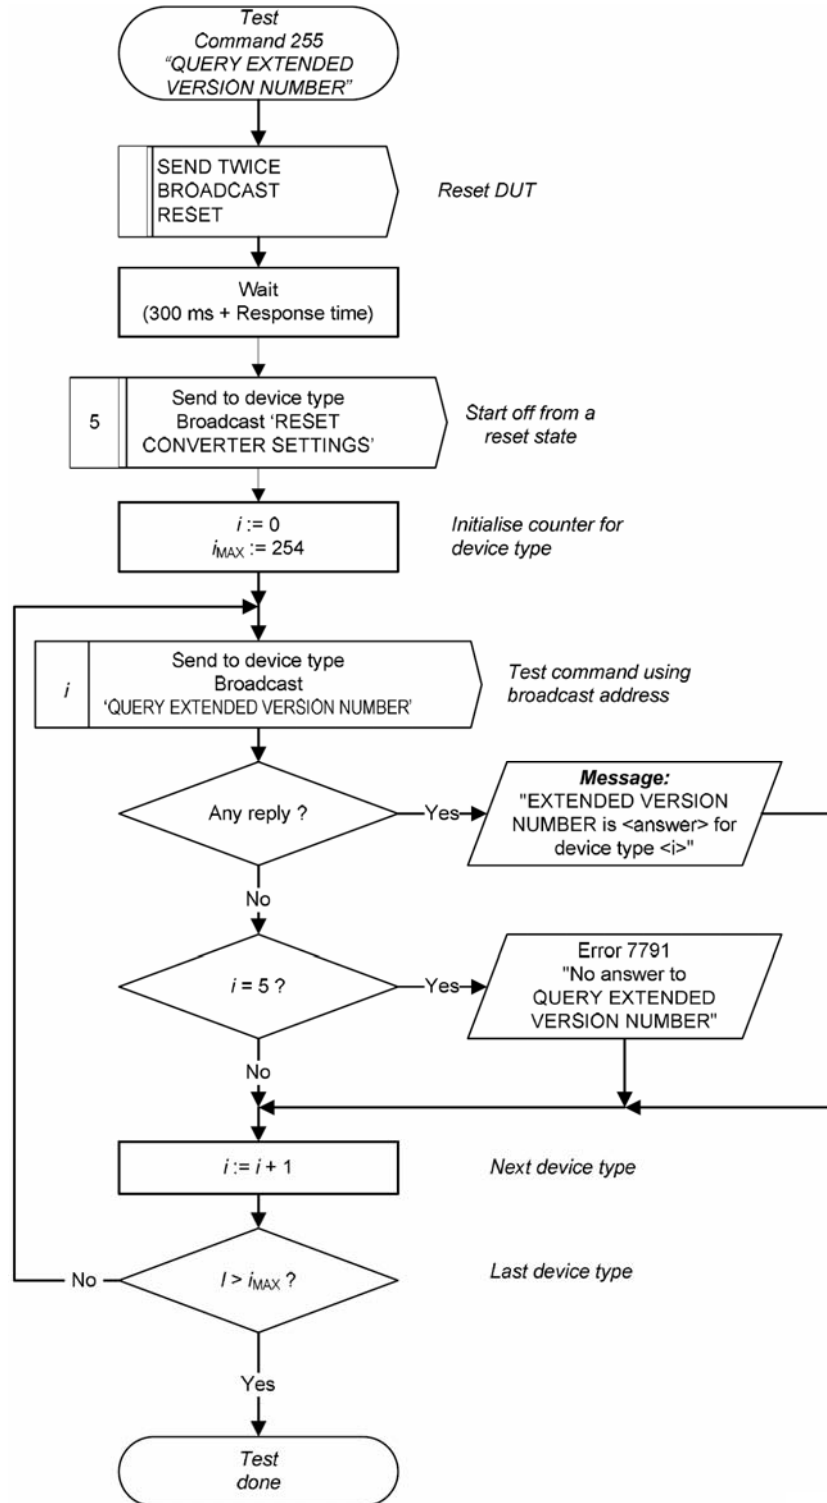 Test
Command 255
“QUERY EXTENDED
VERSION NUMBER”
SEND TWICE
BROADCAST
RESET
Reset DUT
Wait
(300 ms + Response time)
5
Send to device type
Broadcast ‘RESET
CONVERTER SETTINGS’
Start off from a
reset state
i := 0
iMAX := 254
Initialise counter for
device type
i
Send to device type
Broadcast
‘QUERY EXTENDED VERSION NUMBER’
Test command using
broadcast address
Any reply ?
Yes
Message:
"EXTENDED VERSION
NUMBER is <answer> for
device type <i>"
No
i = 5 ?
Yes
Error 7791
"No answer to
QUERY EXTENDED
VERSION NUMBER"
No
i := i + 1
Next device type
I > iMAX ?
Last device type
No
Yes
Test
done